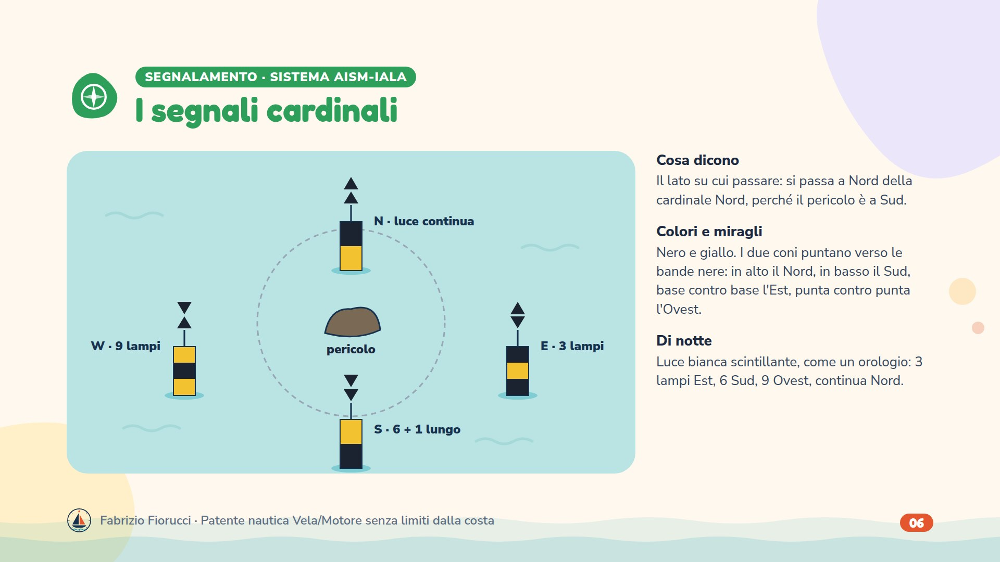 SEGNALAMENTO · SISTEMA AISM-IALA
I segnali cardinali
N · luce continua
W · 9 lampi
pericolo
E · 3 lampi
S · 6 + 1 lungo
Cosa dicono
Il lato su cui passare: si passa a Nord della
cardinale Nord, perché il pericolo è a Sud.
Colori e miragli
Nero e giallo. I due coni puntano verso le
bande nere: in alto il Nord, in basso il Sud,
base contro base l'Est, punta contro punta
l'Ovest.
Di notte
Luce bianca scintillante, come un orologio: 3
lampi Est, 6 Sud, 9 Ovest, continua Nord.
Fabrizio Fiorucci · Patente nautica Vela/Motore senza limiti dalla costa
06